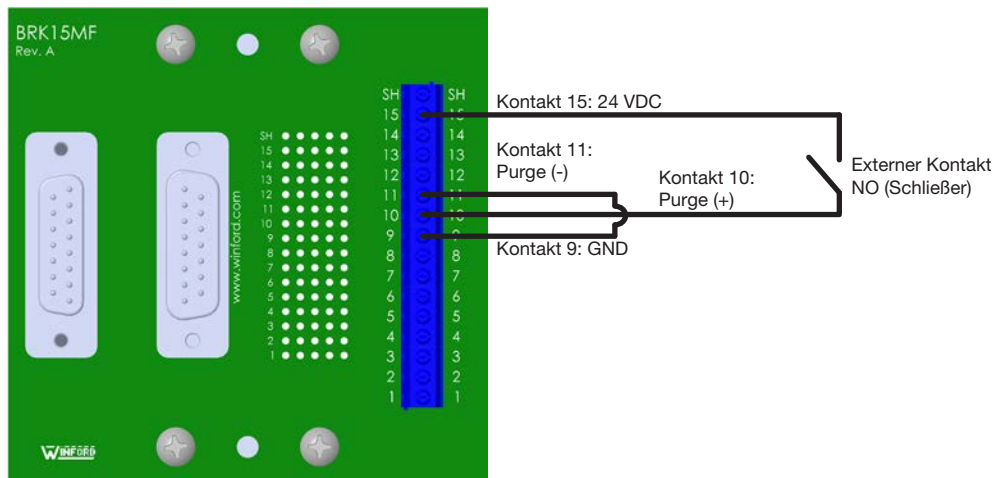 BRK15MF
Rev. A
SH SH
15 15
14 14
13 13
12 12
11 11
10 10
9 9
8 8
7 7
6 6
5 5
4 4
3 3
2 2
1 1
SH
15
14
13
12
11
10
9
8
7
6
5
4
3
2
1
www.winford.com
WINFORD
Kontakt 15: 24 VDC
Kontakt 11:
Purge (-)
Kontakt 10:
Purge (+)
Kontakt 9: GND
Externer Kontakt
NO (Schließer)